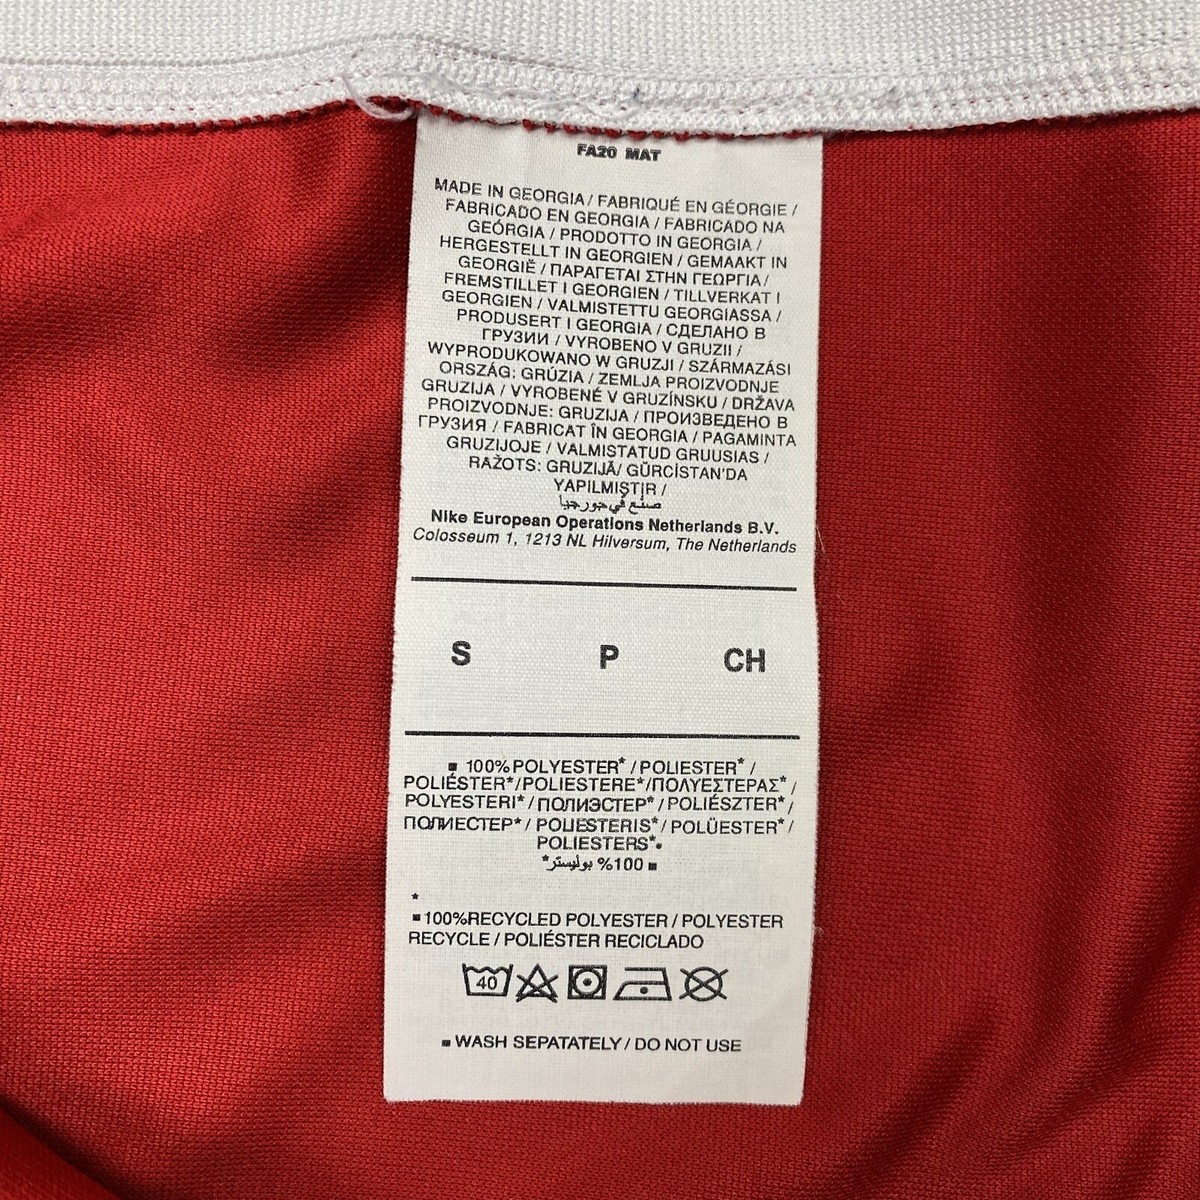 FA20 MAT
MADE IN GEORGIA / FABRIQUÉ EN GÉORGIE /
FABRICADO EN GEORGIA / FABRICADO NA
GEÓRGIA / PRODOTTO IN GEORGIA /
HERGESTELLT IN GEORGIEN / GEMAAKT IN
GEORGIË / ΠΑΡΑΓΕΤΑΙ ΣΤΗΝ ΓΕΩΡΓΙΑ /
FREMSTILLET I GEORGIEN / TILLVERKAT I
GEORGIEN / VALMISTETTU GEORGIASSA /
PRODUSERT I GEORGIA / СДЕЛАНО В
ГРУЗИИ / VYROBENO V GRUZII /
WYPRODUKOWANO W GRUZJI / SZÁRMAZÁSI
ORSZÁG: GRÚZIA / ZEMLJA PROIZVODNJE
GRUZIJA / VYROBENÉ V GRUZÍNSKU / DRŽAVA
PROIZVODNJE: GRUZIJA / ПРОИЗВЕДЕНО В
ГРУЗИЯ / FABRICAT ÎN GEORGIA / PAGAMINTA
GRUZIJOJE / VALMISTATUD GRUUSIAS /
RAŽOTS: GRUZIJĀ/ GÜRCİSTAN'DA
YAPILMIŞTIR /
صنع في جورجيا
Nike European Operations Netherlands B.V.
Colosseum 1, 1213 NL Hilversum, The Netherlands
S P CH
■ 100% POLYESTER* / POLIESTER* /
POLIÉSTER*/POLIESTERE*/ΠΟΛΥΕΣΤΕΡΑΣ* /
POLYESTERI* / ПОЛИЭСТЕР* / POLIÉSZTER* /
ПОЛИЕСТЕР* / POLIESTERIS* / POLÜESTER* /
POLIESTERS*•
■ 100% بوليستر*
*
■ 100%RECYCLED POLYESTER / POLYESTER
RECYCLE / POLIÉSTER RECICLADO
40
■ WASH SEPATATELY / DO NOT USE